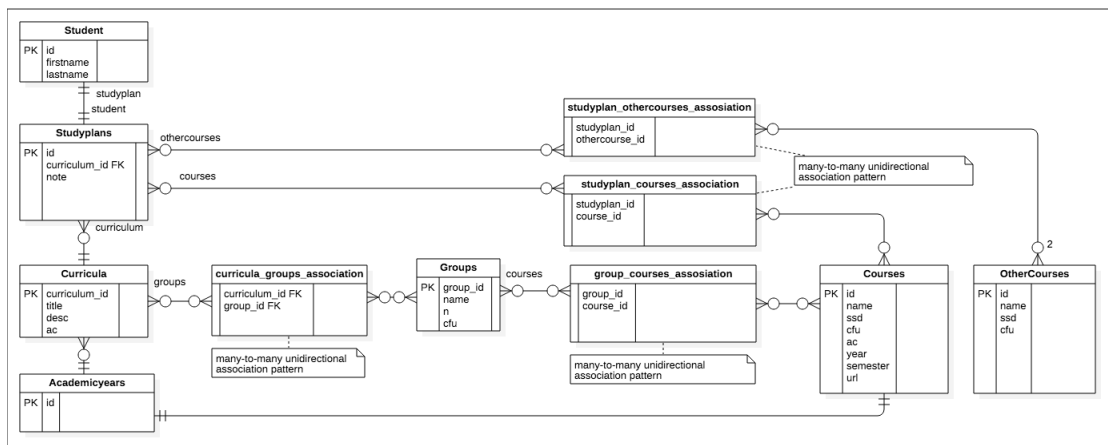 Student
PK id
firstname
lastname
studyplan
student
Studyplans
PK id
curriculum_id FK
note
othercourses
courses
curriculum
studyplan_othercourses_assosiation
studyplan_id
othercourse_id
many-to-many unidirectional
association pattern
studyplan_courses_association
studyplan_id
course_id
2
Curricula
PK curriculum_id
title
desc
ac
groups
curricula_groups_association
curriculum_id FK
group_id FK
many-to-many unidirectional
association pattern
Groups
PK group_id
name
n
cfu
courses
group_courses_assosiation
group_id
course_id
many-to-many unidirectional
association pattern
Courses
PK id
name
ssd
cfu
ac
year
semester
url
OtherCourses
PK id
name
ssd
cfu
Academicyears
PK id